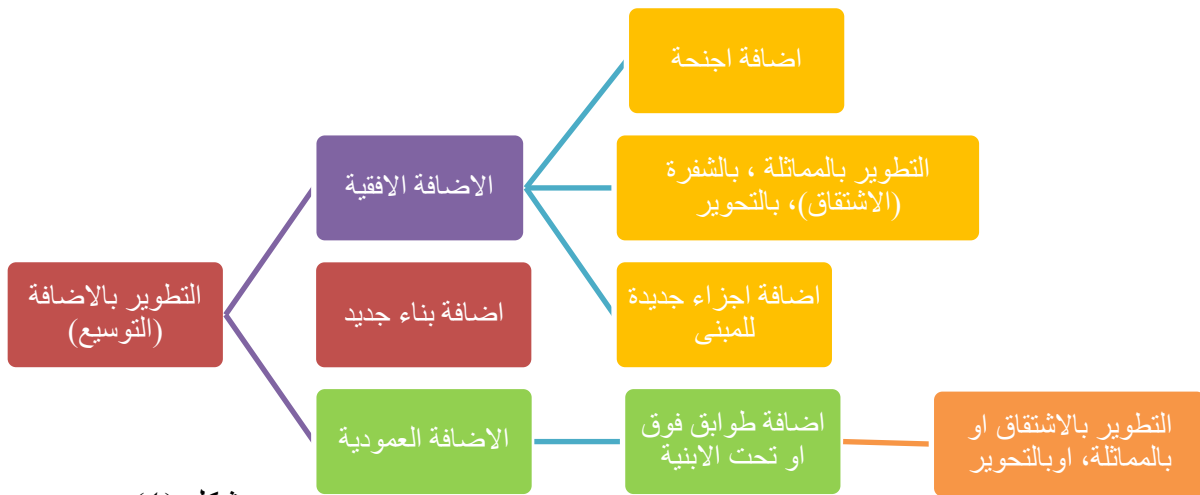 اضافة اجنحة
التطوير بالمماثلة ، بالشفرة
(الاشتقاق)، بالتحوير
الاضافة الافقية
اضافة اجزاء جديدة
للمبنى
اضافة بناء جديد
التطوير بالاضافة
(التوسيع)
الاضافة العمودية
اضافة طوابق فوق
او تحت الابنية
التطوير بالاشتقاق او
بالمماثلة، اوبالتحوير